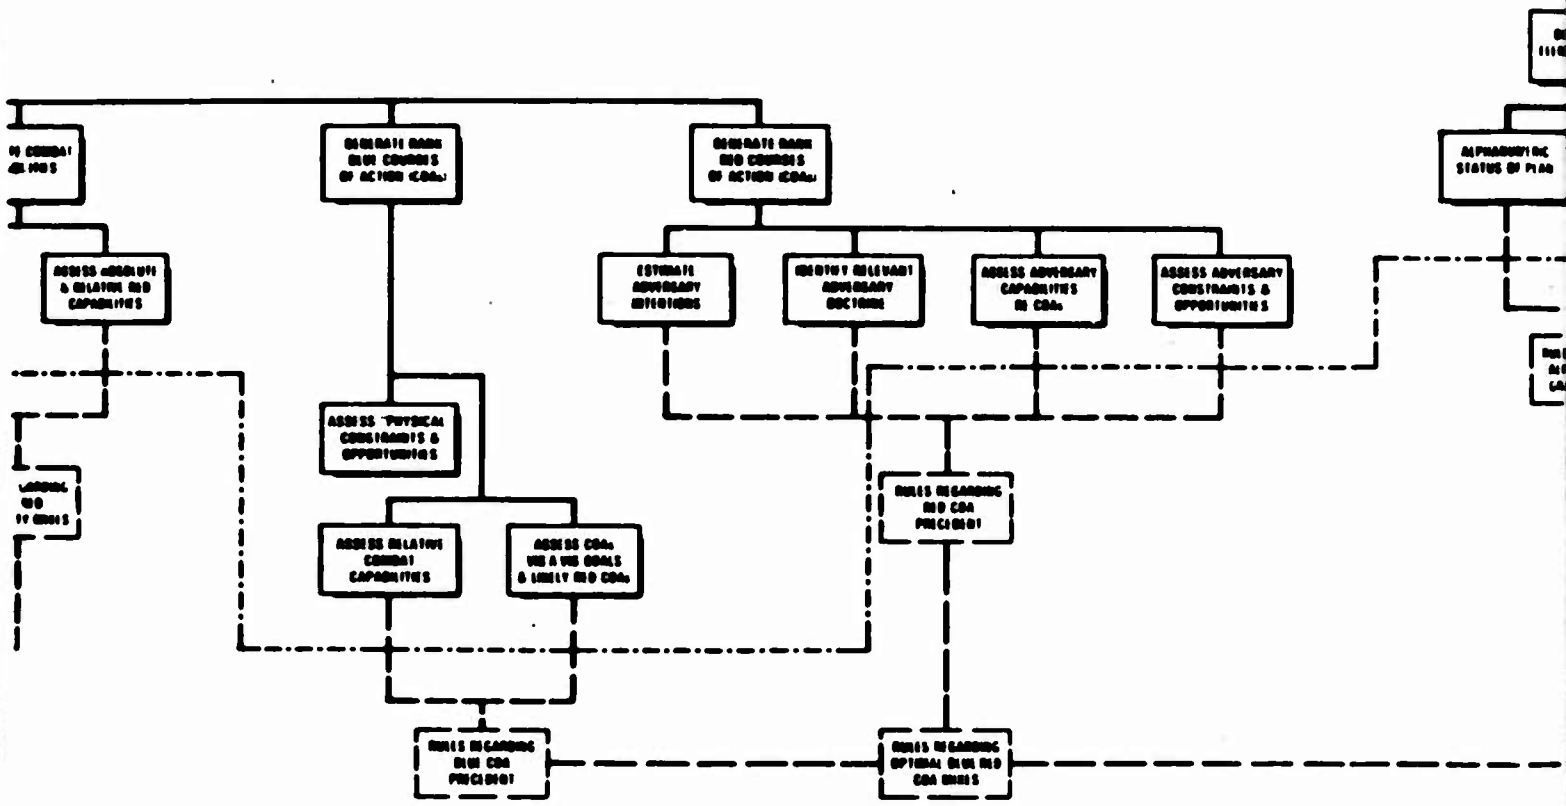 GENERATE RANK
BLUE COURSES
OF ACTION (COAs)
GENERATE RANK
RED COURSES
OF ACTION (COAs)
ALPHANUMERIC
STATUS OF PLAN
COMBAT
ASSESS ABSOLUTE
& RELATIVE RED
CAPABILITIES
ESTIMATE
ADVERSARY
INTENTIONS
IDENTIFY RELEVANT
ADVERSARY
DOCTRINE
ASSESS ADVERSARY
CAPABILITIES
RE COAs
ASSESS ADVERSARY
CONSTRAINTS &
OPPORTUNITIES
ASSESS PHYSICAL
CONSTRAINTS &
OPPORTUNITIES
RED
RULES REGARDING
RED COA
PRECEDENT
ASSESS RELATIVE
COMBAT
CAPABILITIES
ASSESS COAs
VIS A VIS GOALS
& LIKELY RED COAs
RULES REGARDING
BLUE COA
PRECEDENT
RULES REGARDING
OPTIMAL BLUE RED
COA MIXES